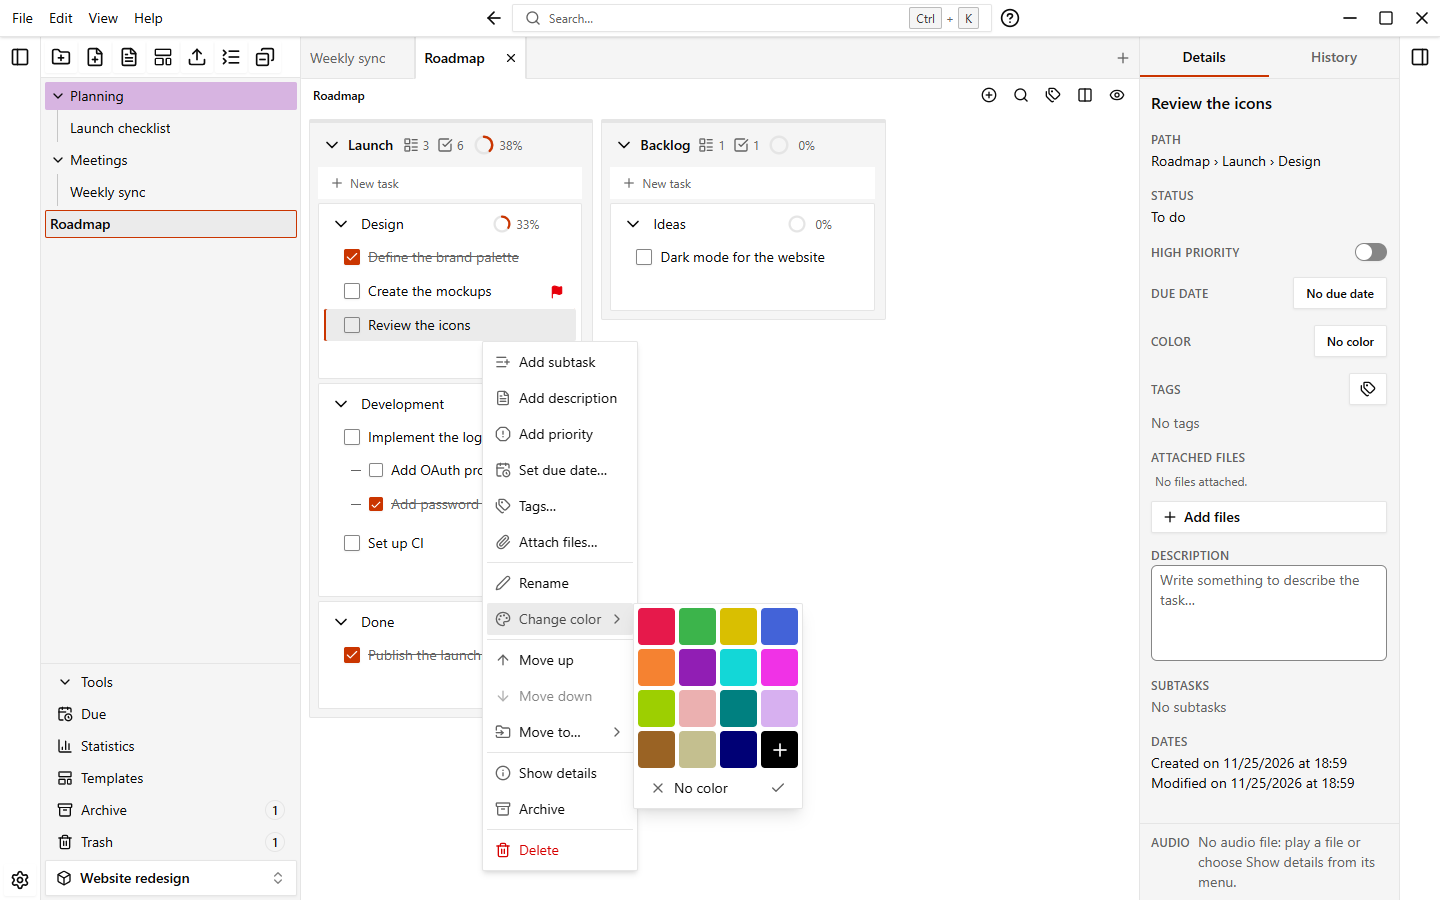 File Edit View Help
Search... Ctrl + K
Weekly sync
Roadmap
Details
History
Planning
Launch checklist
Meetings
Weekly sync
Roadmap
Tools
Due
Statistics
Templates
Archive 1
Trash 1
Website redesign
Roadmap
Launch 3 6 38%
New task
Design 33%
Define the brand palette
Create the mockups
Review the icons
Development
Implement the log
Add OAuth pro
Add password
Set up CI
Done
Publish the launch
Backlog 1 1 0%
New task
Ideas 0%
Dark mode for the website
Add subtask
Add description
Add priority
Set due date...
Tags...
Attach files...
Rename
Change color
Move up
Move down
Move to...
Show details
Archive
Delete
No color
Review the icons
PATH
Roadmap › Launch › Design
STATUS
To do
HIGH PRIORITY
DUE DATE No due date
COLOR No color
TAGS
No tags
ATTACHED FILES
No files attached.
Add files
DESCRIPTION
Write something to describe the
task...
SUBTASKS
No subtasks
DATES
Created on 11/25/2026 at 18:59
Modified on 11/25/2026 at 18:59
AUDIO No audio file: play a file or
choose Show details from its
menu.